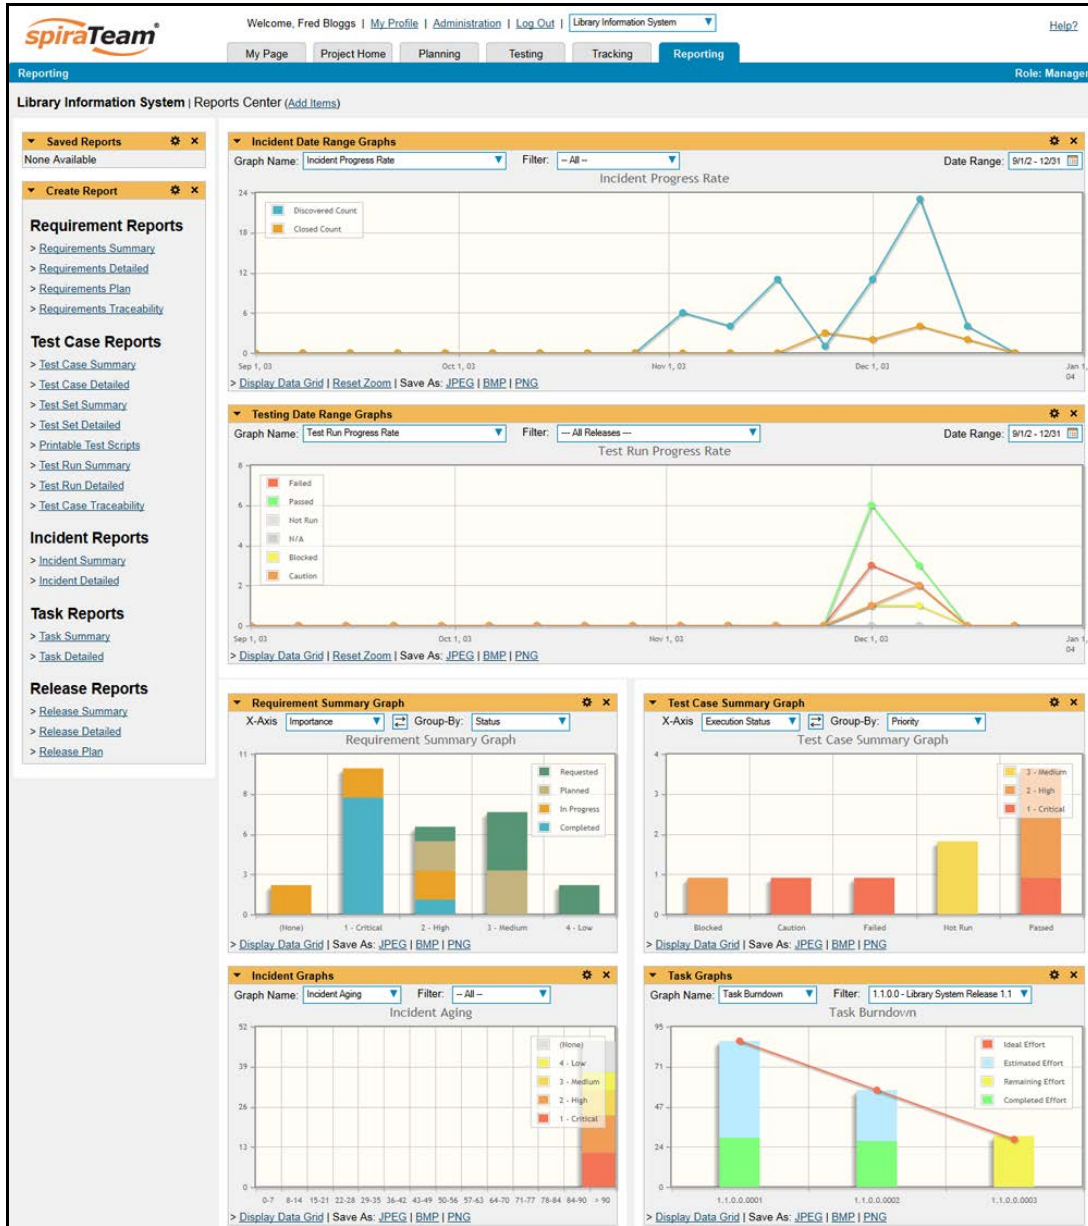 spiraTeam®
Welcome, Fred Bloggs | My Profile | Administration | Log Out | Library Information System
Help?
My Page Project Home Planning Testing Tracking Reporting
Reporting Role: Manager
Library Information System | Reports Center (Add Items)
Saved Reports
None Available
Create Report
Requirement Reports
> Requirements Summary
> Requirements Detailed
> Requirements Plan
> Requirements Traceability
Test Case Reports
> Test Case Summary
> Test Case Detailed
> Test Set Summary
> Test Set Detailed
> Printable Test Scripts
> Test Run Summary
> Test Run Detailed
> Test Case Traceability
Incident Reports
> Incident Summary
> Incident Detailed
Task Reports
> Task Summary
> Task Detailed
Release Reports
> Release Summary
> Release Detailed
> Release Plan
Incident Date Range Graphs
Graph Name: Incident Progress Rate Filter: -- All -- Date Range: 9/1/2 - 12/31
Incident Progress Rate
24
18
12
6
0
Discovered Count
Closed Count
Sep 1, 03 Oct 1, 03 Nov 1, 03 Dec 1, 03 Jan 1,
04
> Display Data Grid | Reset Zoom | Save As: JPEG | BMP | PNG
Testing Date Range Graphs
Graph Name: Test Run Progress Rate Filter: --- All Releases --- Date Range: 9/1/2 - 12/31
Test Run Progress Rate
8
6
4
2
0
Failed
Passed
Not Run
N/A
Blocked
Caution
Sep 1, 03 Oct 1, 03 Nov 1, 03 Dec 1, 03 Jan 1,
04
> Display Data Grid | Reset Zoom | Save As: JPEG | BMP | PNG
Requirement Summary Graph
X-Axis Importance Group-By: Status
Requirement Summary Graph
11
8
6
3
0
Requested
Planned
In Progress
Completed
(None) 1 - Critical 2 - High 3 - Medium 4 - Low
> Display Data Grid | Save As: JPEG | BMP | PNG
Test Case Summary Graph
X-Axis Execution Status Group-By: Priority
Test Case Summary Graph
4
3
2
1
0
3 - Medium
2 - High
1 - Critical
Blocked Caution Failed Not Run Passed
> Display Data Grid | Save As: JPEG | BMP | PNG
Incident Graphs
Graph Name: Incident Aging Filter: -- All --
Incident Aging
52
39
26
13
0
(None)
4 - Low
3 - Medium
2 - High
1 - Critical
0-7 8-14 15-21 22-28 29-35 36-42 43-49 50-56 57-63 64-70 71-77 78-84 84-90 > 90
> Display Data Grid | Save As: JPEG | BMP | PNG
Task Graphs
Graph Name: Task Burndown Filter: 1.1.0.0 - Library System Release 1.1
Task Burndown
95
71
47
24
0
Ideal Effort
Estimated Effort
Remaining Effort
Completed Effort
1.1.0.0.0001 1.1.0.0.0002 1.1.0.0.0003
> Display Data Grid | Save As: JPEG | BMP | PNG